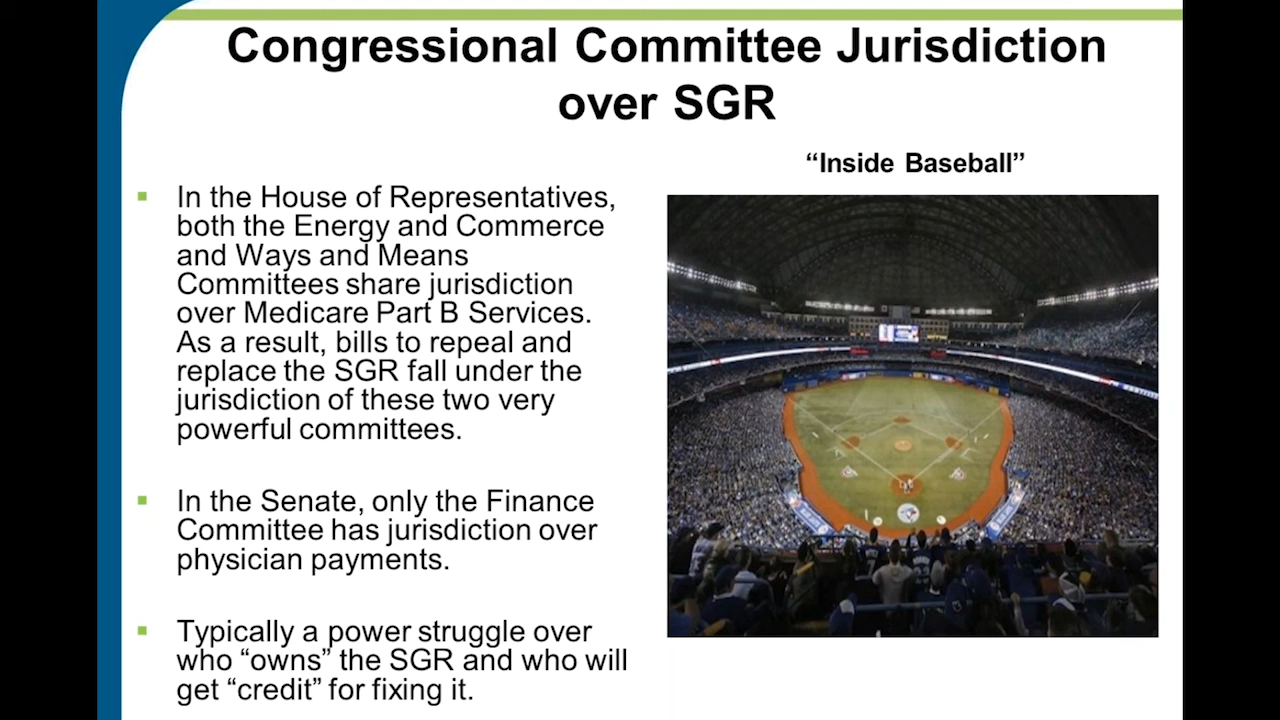 Congressional Committee Jurisdiction
over SGR
“Inside Baseball”
In the House of Representatives,
both the Energy and Commerce
and Ways and Means
Committees share jurisdiction
over Medicare Part B Services.
As a result, bills to repeal and
replace the SGR fall under the
jurisdiction of these two very
powerful committees.
In the Senate, only the Finance
Committee has jurisdiction over
physician payments.
Typically a power struggle over
who “owns” the SGR and who will
get “credit” for fixing it.